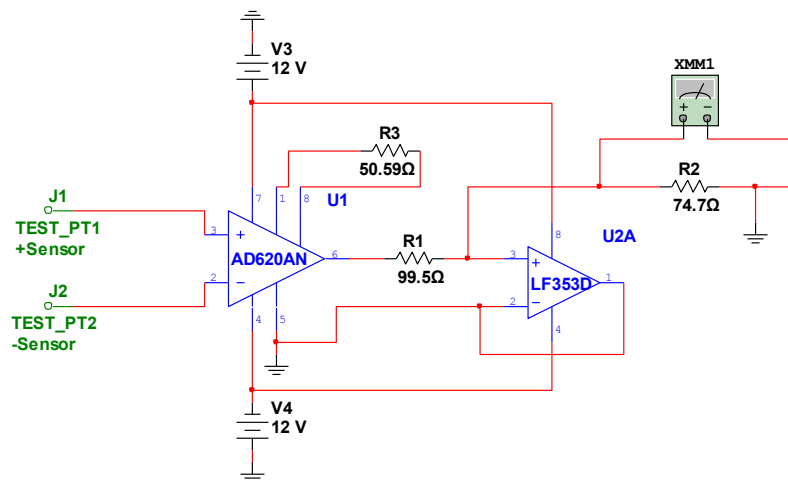 V3
12 V
XMM1
+ −
R3
50.59Ω
R2
74.7Ω
J1
TEST_PT1
+Sensor
7
1
8
U1
3
+
AD620AN
6
R1
99.5Ω
U2A
8
3
+
LF353D
1
J2
TEST_PT2
-Sensor
2
−
4
5
2
−
4
V4
12 V